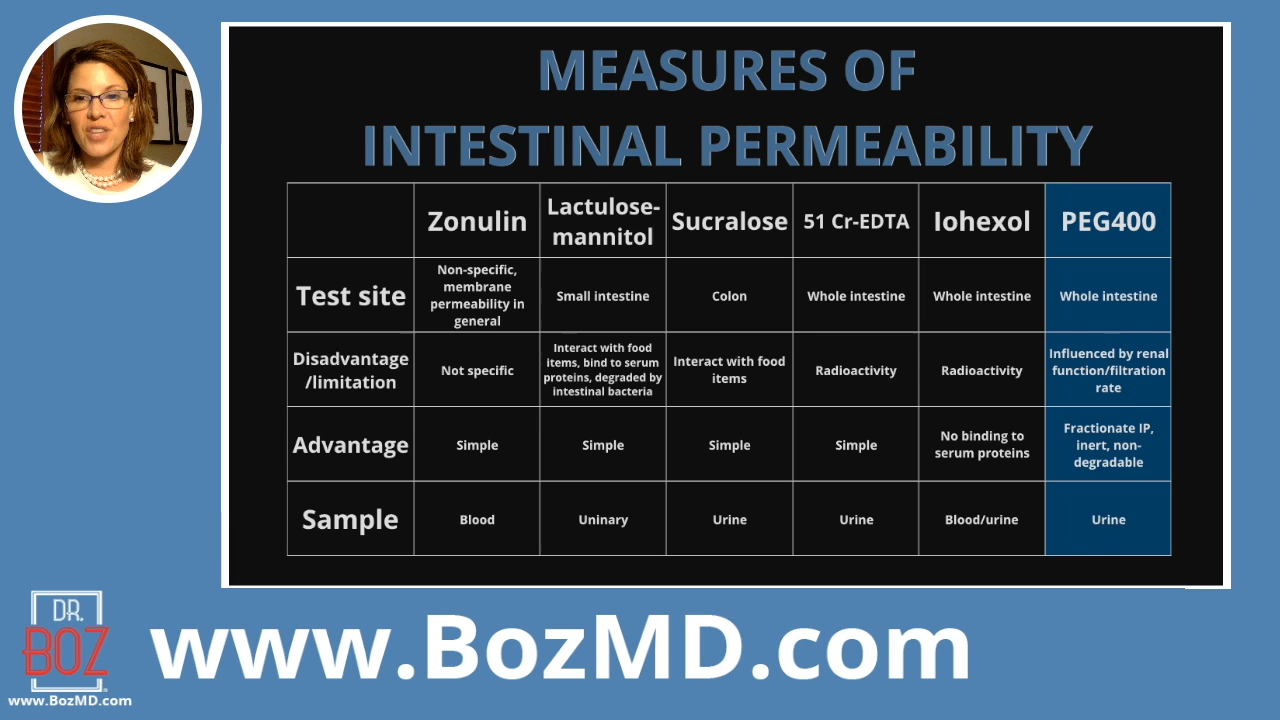 MEASURES OF
INTESTINAL PERMEABILITY
Zonulin
Lactulose-
mannitol
Sucralose
51 Cr-EDTA
Iohexol
PEG400
Test site
Non-specific,
membrane
permeability in
general
Small intestine
Colon
Whole intestine
Whole intestine
Whole intestine
Disadvantage
/limitation
Not specific
Interact with food
items, bind to serum
proteins, degraded by
intestinal bacteria
Interact with food
items
Radioactivity
Radioactivity
Influenced by renal
function/filtration
rate
Advantage
Simple
Simple
Simple
Simple
No binding to
serum proteins
Fractionate IP,
inert, non-
degradable
Sample
Blood
Uninary
Urine
Urine
Blood/urine
Urine
DR.
BOZ
www.BozMD.com
www.BozMD.com